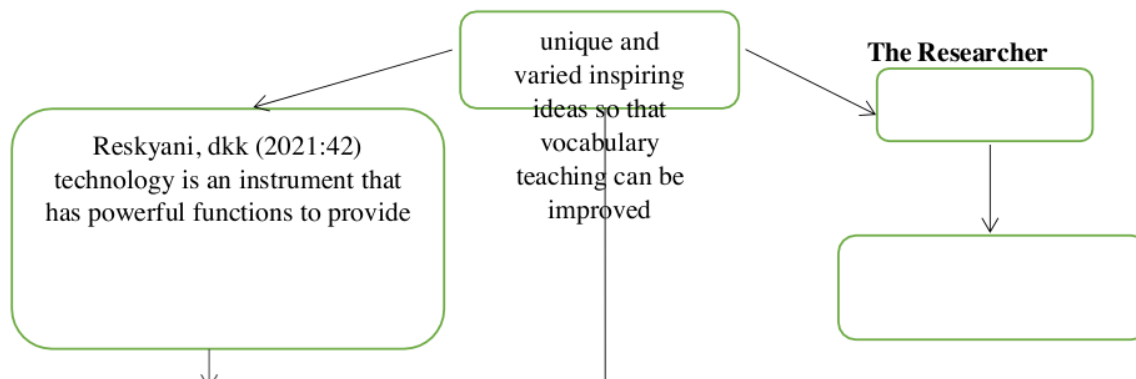 unique and
varied inspiring
ideas so that
vocabulary
teaching can be
improved
The Researcher
Reskyani, dkk (2021:42)
technology is an instrument that
has powerful functions to provide